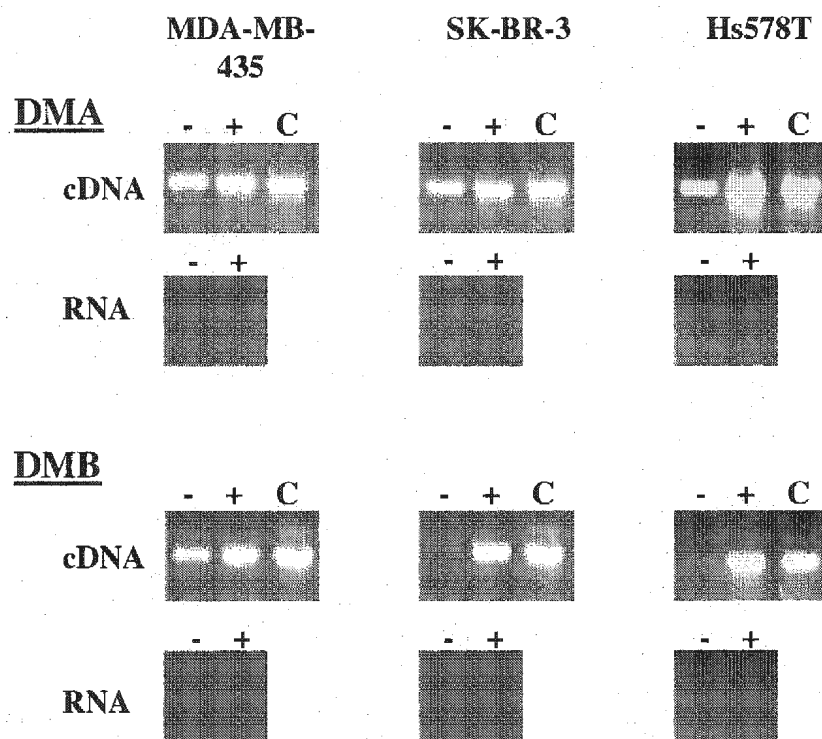 MDA-MB-435 SK-BR-3 Hs578T
DMA
- + C - + C - + C
cDNA
- + - + - +
RNA
DMB
- + C - + C - + C
cDNA
- + - + - +
RNA